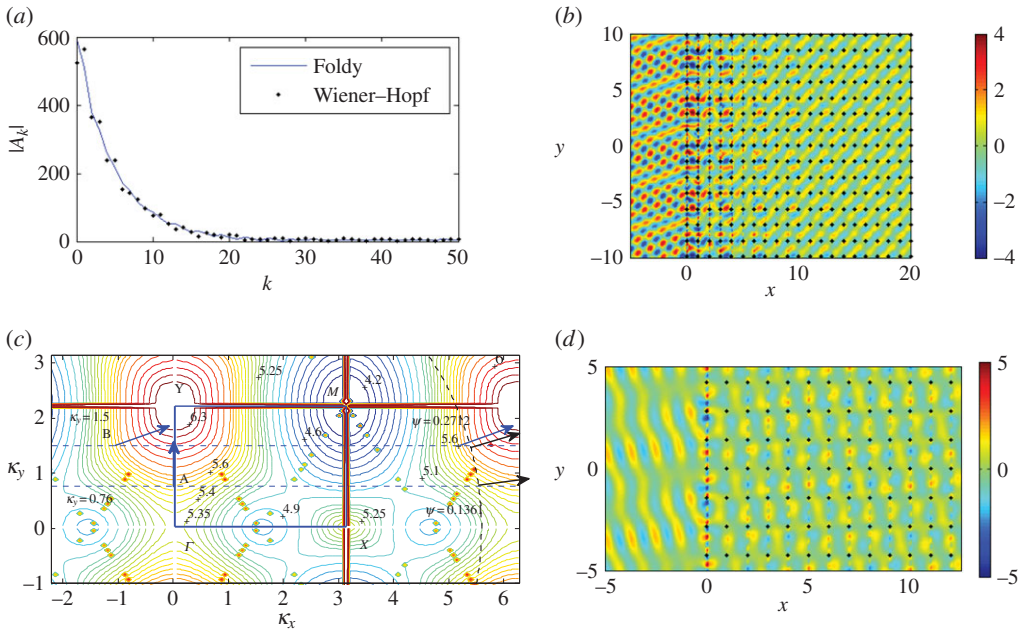 (a)
600
400
200
0
|A_k|
0 10 20 30 40 50
k
Foldy
Wiener–Hopf
(b)
10
5
0
−5
−10
y
0 5 10 15 20
x
4
2
0
−2
−4
(c)
3
2
1
0
−1
κ_y
−2 −1 0 1 2 3 4 5 6
κ_x
5.25
4.2
Y
M
κ_y = 1.5
6.3
ψ = 0.2712
B
4.6
5.6
5.6
5.1
A
κ_y = 0.76
5.4
4.9
ψ = 0.1361
5.35
5.25
Γ
X
(d)
5
0
−5
y
−5 0 5 10
x
5
0
−5